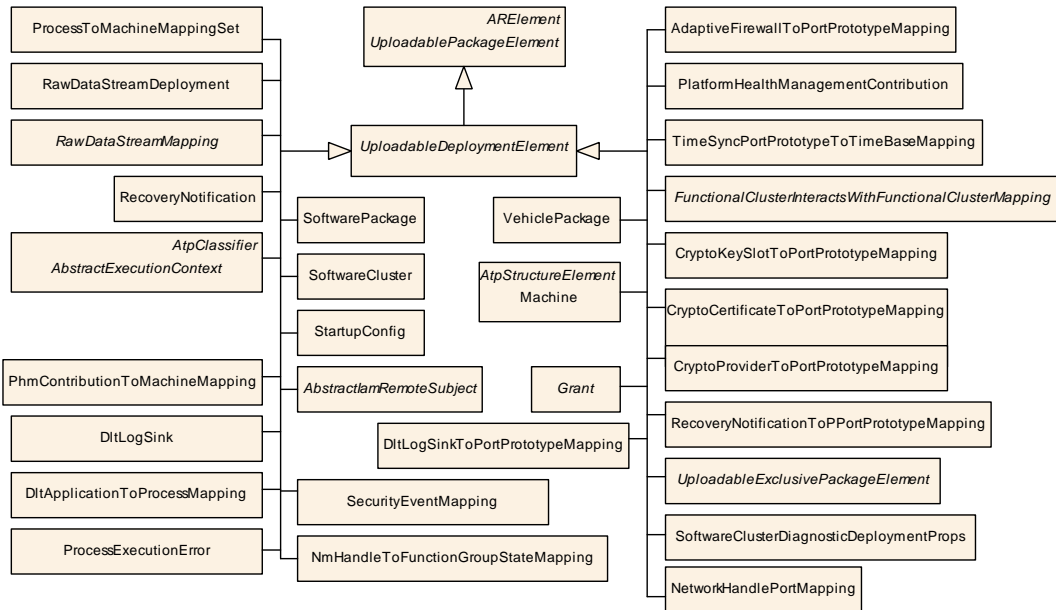 ProcessToMachineMappingSet
RawDataStreamDeployment
RawDataStreamMapping
RecoveryNotification
AtpClassifier
AbstractExecutionContext
PhmContributionToMachineMapping
DltLogSink
DltApplicationToProcessMapping
ProcessExecutionError
ARElement
UploadablePackageElement
UploadableDeploymentElement
SoftwarePackage
SoftwareCluster
StartupConfig
AbstractIamRemoteSubject
SecurityEventMapping
NmHandleToFunctionGroupStateMapping
VehiclePackage
AtpStructureElement
Machine
Grant
DltLogSinkToPortPrototypeMapping
AdaptiveFirewallToPortPrototypeMapping
PlatformHealthManagementContribution
TimeSyncPortPrototypeToTimeBaseMapping
FunctionalClusterInteractsWithFunctionalClusterMapping
CryptoKeySlotToPortPrototypeMapping
CryptoCertificateToPortPrototypeMapping
CryptoProviderToPortPrototypeMapping
RecoveryNotificationToPPortPrototypeMapping
UploadableExclusivePackageElement
SoftwareClusterDiagnosticDeploymentProps
NetworkHandlePortMapping